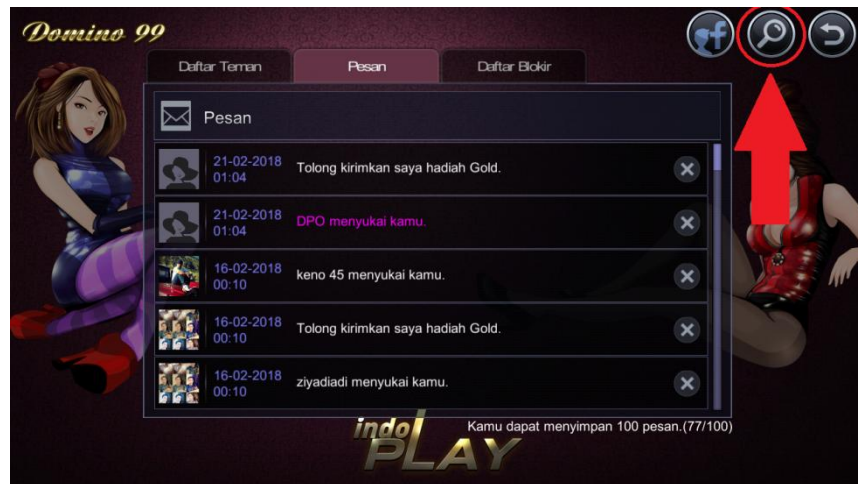 Domino 99
Daftar Teman
Pesan
Daftar Blokir
Pesan
21-02-2018
01:04
Tolong kirimkan saya hadiah Gold.
21-02-2018
01:04
DPO menyukai kamu.
16-02-2018
00:10
keno 45 menyukai kamu.
16-02-2018
00:10
Tolong kirimkan saya hadiah Gold.
16-02-2018
00:10
ziyadiadi menyukai kamu.
Kamu dapat menyimpan 100 pesan.(77/100)
indo
PLAY